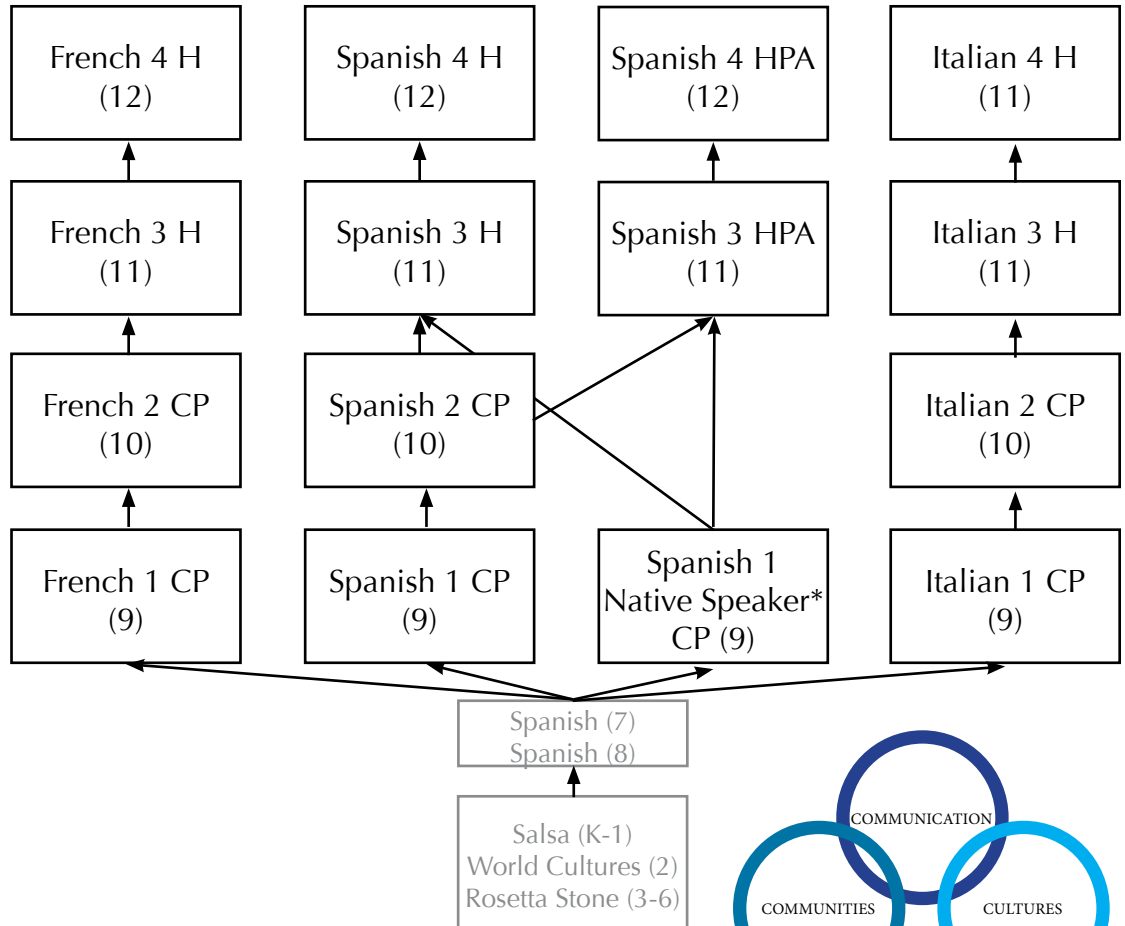 French 4 H
(12)
Spanish 4 H
(12)
Spanish 4 HPA
(12)
Italian 4 H
(11)
French 3 H
(11)
Spanish 3 H
(11)
Spanish 3 HPA
(11)
Italian 3 H
(11)
French 2 CP
(10)
Spanish 2 CP
(10)
Italian 2 CP
(10)
French 1 CP
(9)
Spanish 1 CP
(9)
Spanish 1
Native Speaker*
CP (9)
Italian 1 CP
(9)
Spanish (7)
Spanish (8)
Salsa (K-1)
World Cultures (2)
Rosetta Stone (3-6)
COMMUNICATION
COMMUNITIES
CULTURES